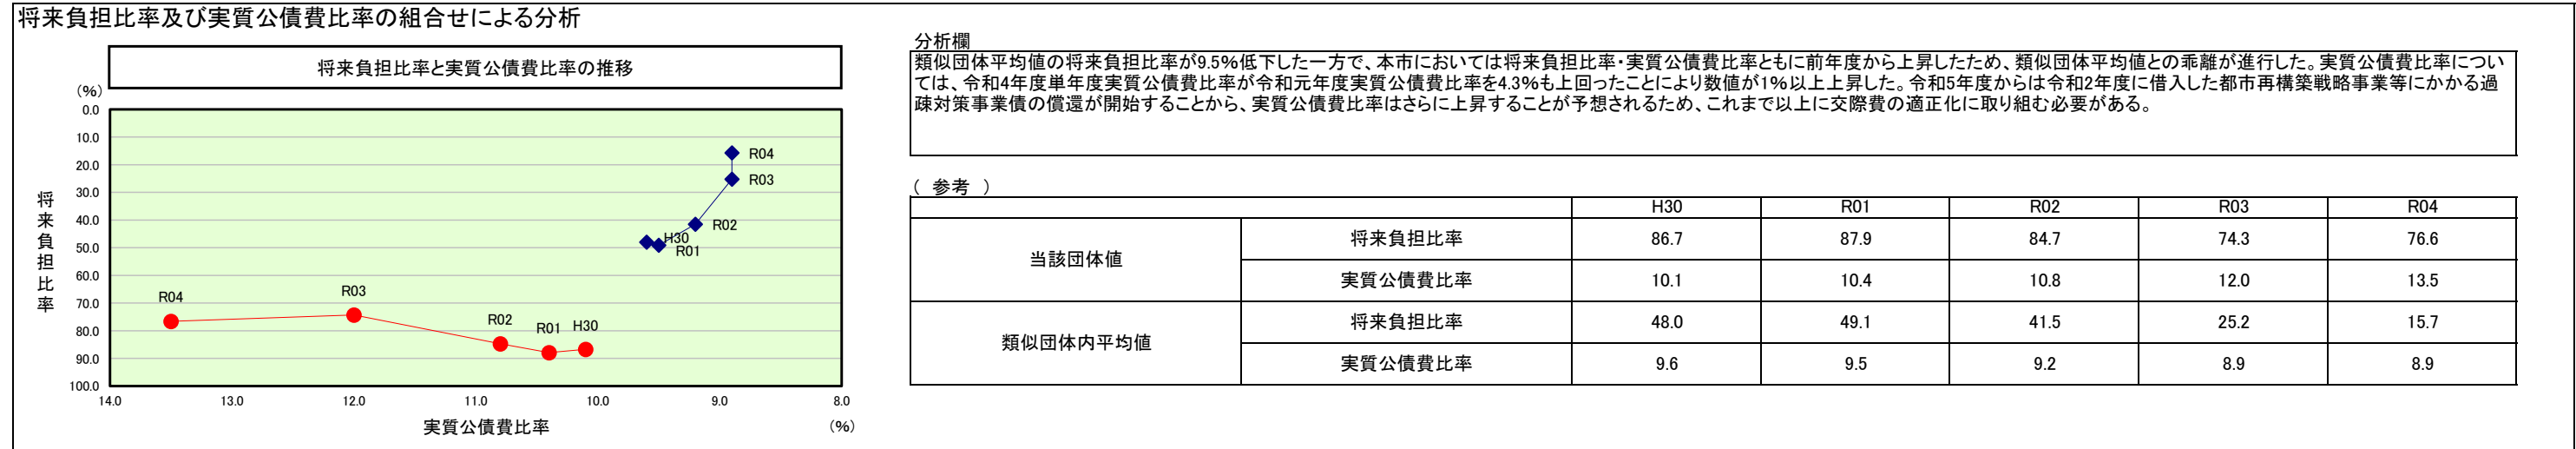 将来負担比率及び実質公債費比率の組合せによる分析
将来負担比率と実質公債費比率の推移
(%)
0.0
10.0
20.0
30.0
40.0
50.0
60.0
70.0
80.0
90.0
100.0
将来負担比率
R04
R03
R02
H30
R01
R04
R03
R02
R01
H30
14.0 13.0 12.0 11.0 10.0 9.0 8.0
実質公債費比率
(%)
分析欄
類似団体平均値の将来負担比率が9.5%低下した一方で、本市においては将来負担比率・実質公債費比率ともに前年度から上昇したため、類似団体平均値との乖離が進行した。実質公債費比率につい
ては、令和4年度単年度実質公債費比率が令和元年度実質公債費比率を4.3%も上回ったことにより数値が1%以上上昇した。令和5年度からは令和2年度に借入した都市再構築戦略事業等にかかる過
疎対策事業債の償還が開始することから、実質公債費比率はさらに上昇することが予想されるため、これまで以上に交際費の適正化に取り組む必要がある。
( 参考 )
H30 R01 R02 R03 R04
当該団体値
将来負担比率 86.7 87.9 84.7 74.3 76.6
実質公債費比率 10.1 10.4 10.8 12.0 13.5
類似団体内平均値
将来負担比率 48.0 49.1 41.5 25.2 15.7
実質公債費比率 9.6 9.5 9.2 8.9 8.9